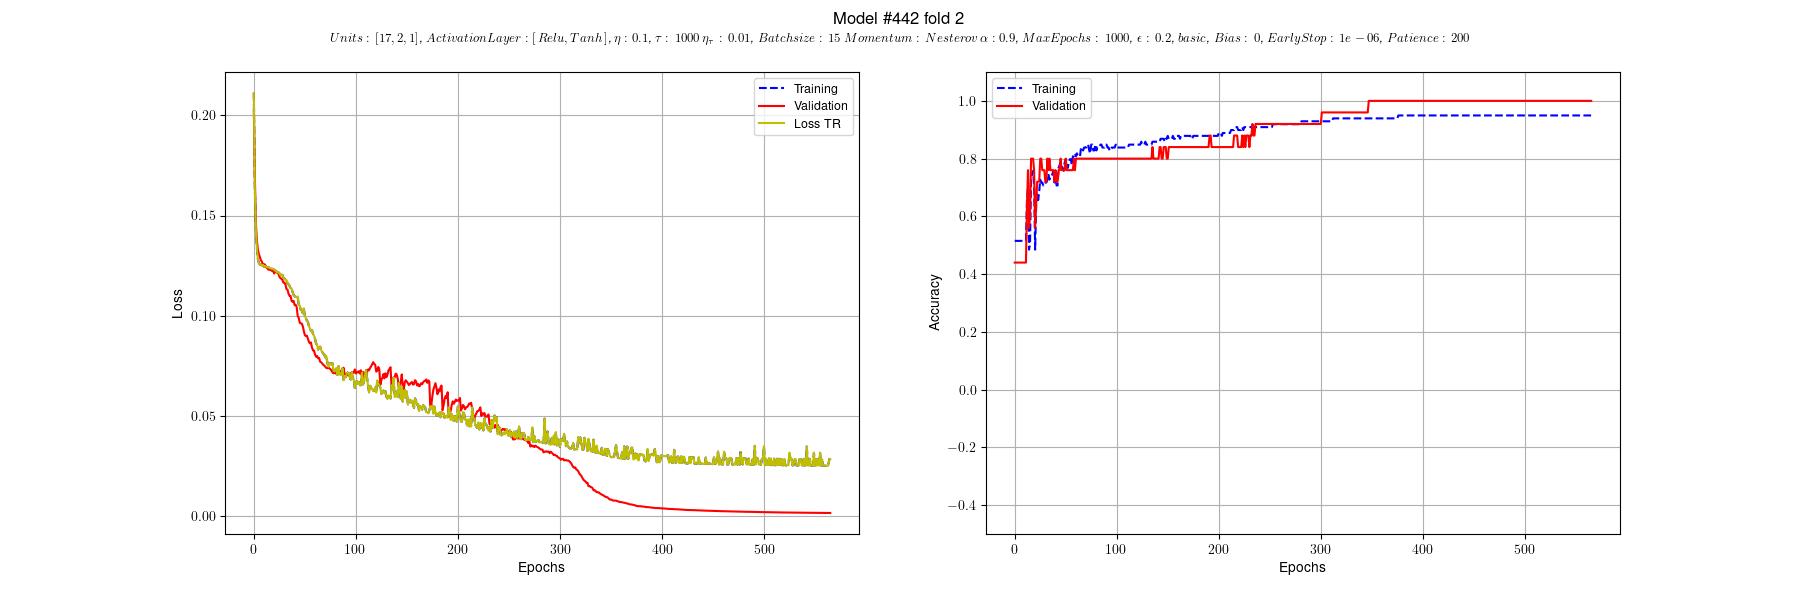 Model #442 fold 2
Units : [17, 2, 1], ActivationLayer : [Relu, Tanh], η : 0.1, τ : 1000 η_τ : 0.01, Batchsize : 15 Momentum : Nesterov α : 0.9, MaxEpochs : 1000, ϵ : 0.2, basic, Bias : 0, EarlyStop : 1e − 06, Patience : 200
Training
Validation
Loss TR
0.20
0.15
0.10
0.05
0.00
Loss
0 100 200 300 400 500
Epochs
Training
Validation
1.0
0.8
0.6
0.4
0.2
0.0
−0.2
−0.4
Accuracy
0 100 200 300 400 500
Epochs